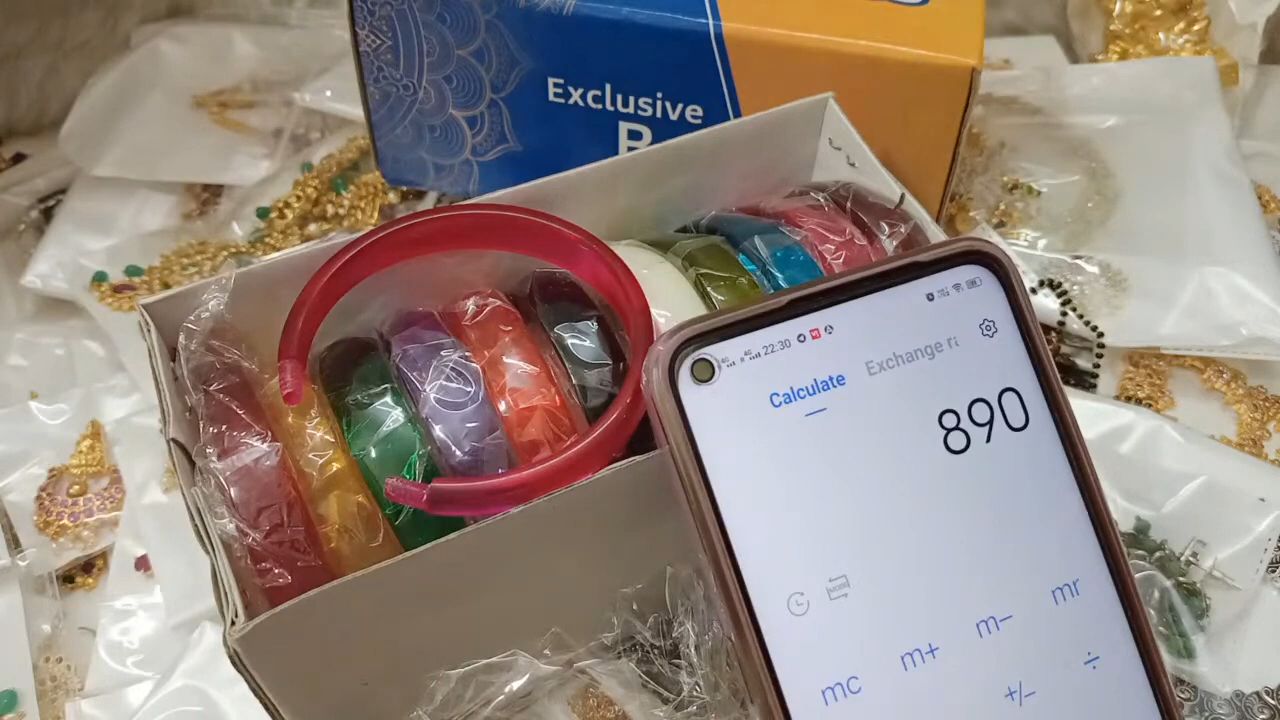 Exclusive
B
22:30
Calculate
Exchange
890
mc
m+
m–
mr
+/–
÷